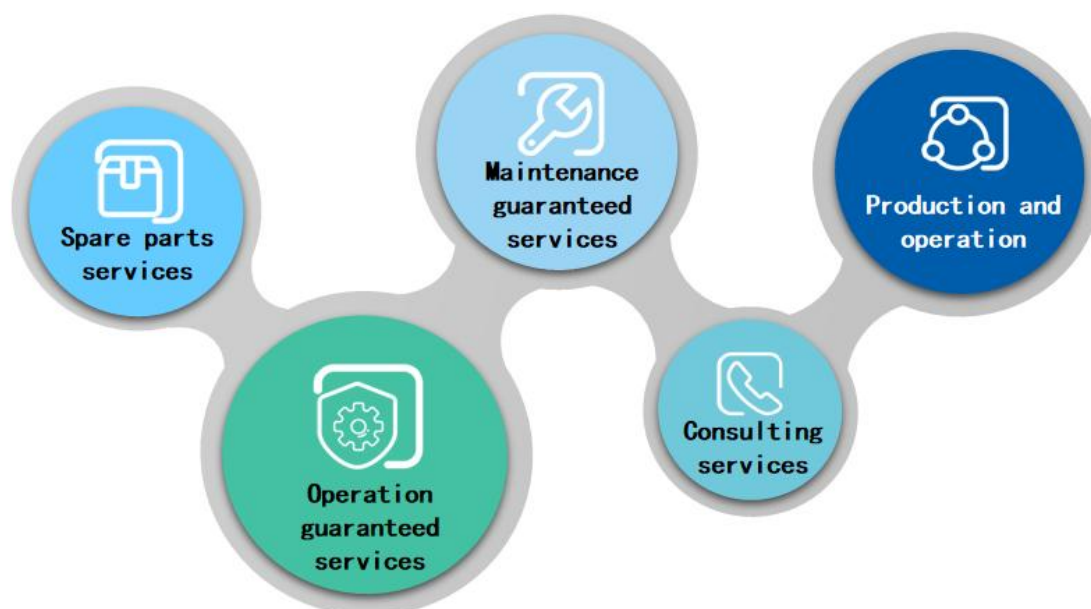 Spare parts
services
Operation
guaranteed
services
Maintenance
guaranteed
services
Consulting
services
Production and
operation